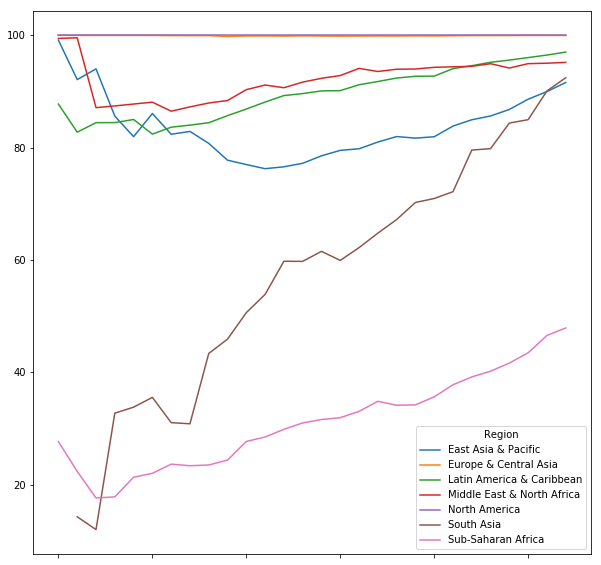 100
80
60
40
20
Region
East Asia & Pacific
Europe & Central Asia
Latin America & Caribbean
Middle East & North Africa
North America
South Asia
Sub-Saharan Africa